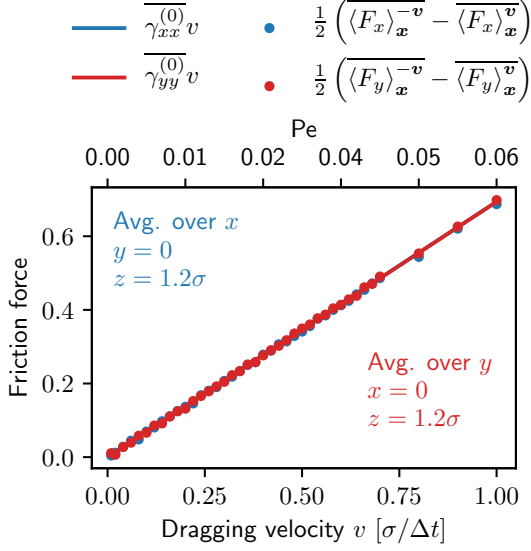 $\overline{\gamma_{xx}^{(0)}}v$ $\frac{1}{2}\left(\overline{\langle F_x\rangle_{\boldsymbol{x}}^{-\boldsymbol{v}}} - \overline{\langle F_x\rangle_{\boldsymbol{x}}^{\boldsymbol{v}}}\right)$
$\overline{\gamma_{yy}^{(0)}}v$ $\frac{1}{2}\left(\overline{\langle F_y\rangle_{\boldsymbol{x}}^{-\boldsymbol{v}}} - \overline{\langle F_y\rangle_{\boldsymbol{x}}^{\boldsymbol{v}}}\right)$
Pe
0.00 0.01 0.02 0.03 0.04 0.05 0.06
Avg. over $x$
$y = 0$
$z = 1.2\sigma$
Friction force
0.6
0.4
0.2
0.0
Avg. over $y$
$x = 0$
$z = 1.2\sigma$
0.00 0.25 0.50 0.75 1.00
Dragging velocity $v$ $[\sigma/\Delta t]$